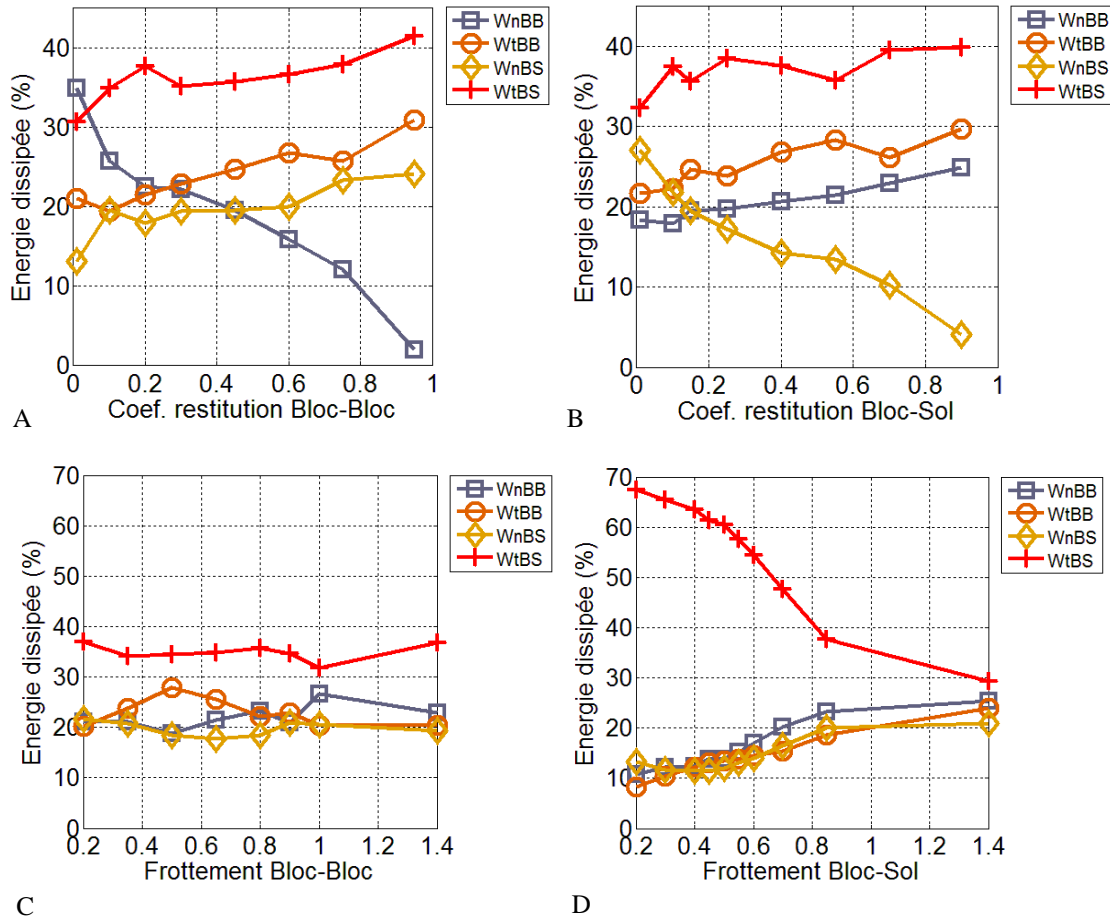 40
30
20
10
0
Energie dissipée (%)
0 0.2 0.4 0.6 0.8 1
Coef. restitution Bloc-Bloc
WnBB
WtBB
WnBS
WtBS
A
40
30
20
10
0
Energie dissipée (%)
0 0.2 0.4 0.6 0.8 1
Coef. restitution Bloc-Sol
WnBB
WtBB
WnBS
WtBS
B
70
60
50
40
30
20
10
0
Energie dissipée (%)
0.2 0.4 0.6 0.8 1 1.2 1.4
Frottement Bloc-Bloc
WnBB
WtBB
WnBS
WtBS
C
70
60
50
40
30
20
10
0
Energie dissipée (%)
0.2 0.4 0.6 0.8 1 1.2 1.4
Frottement Bloc-Sol
WnBB
WtBB
WnBS
WtBS
D